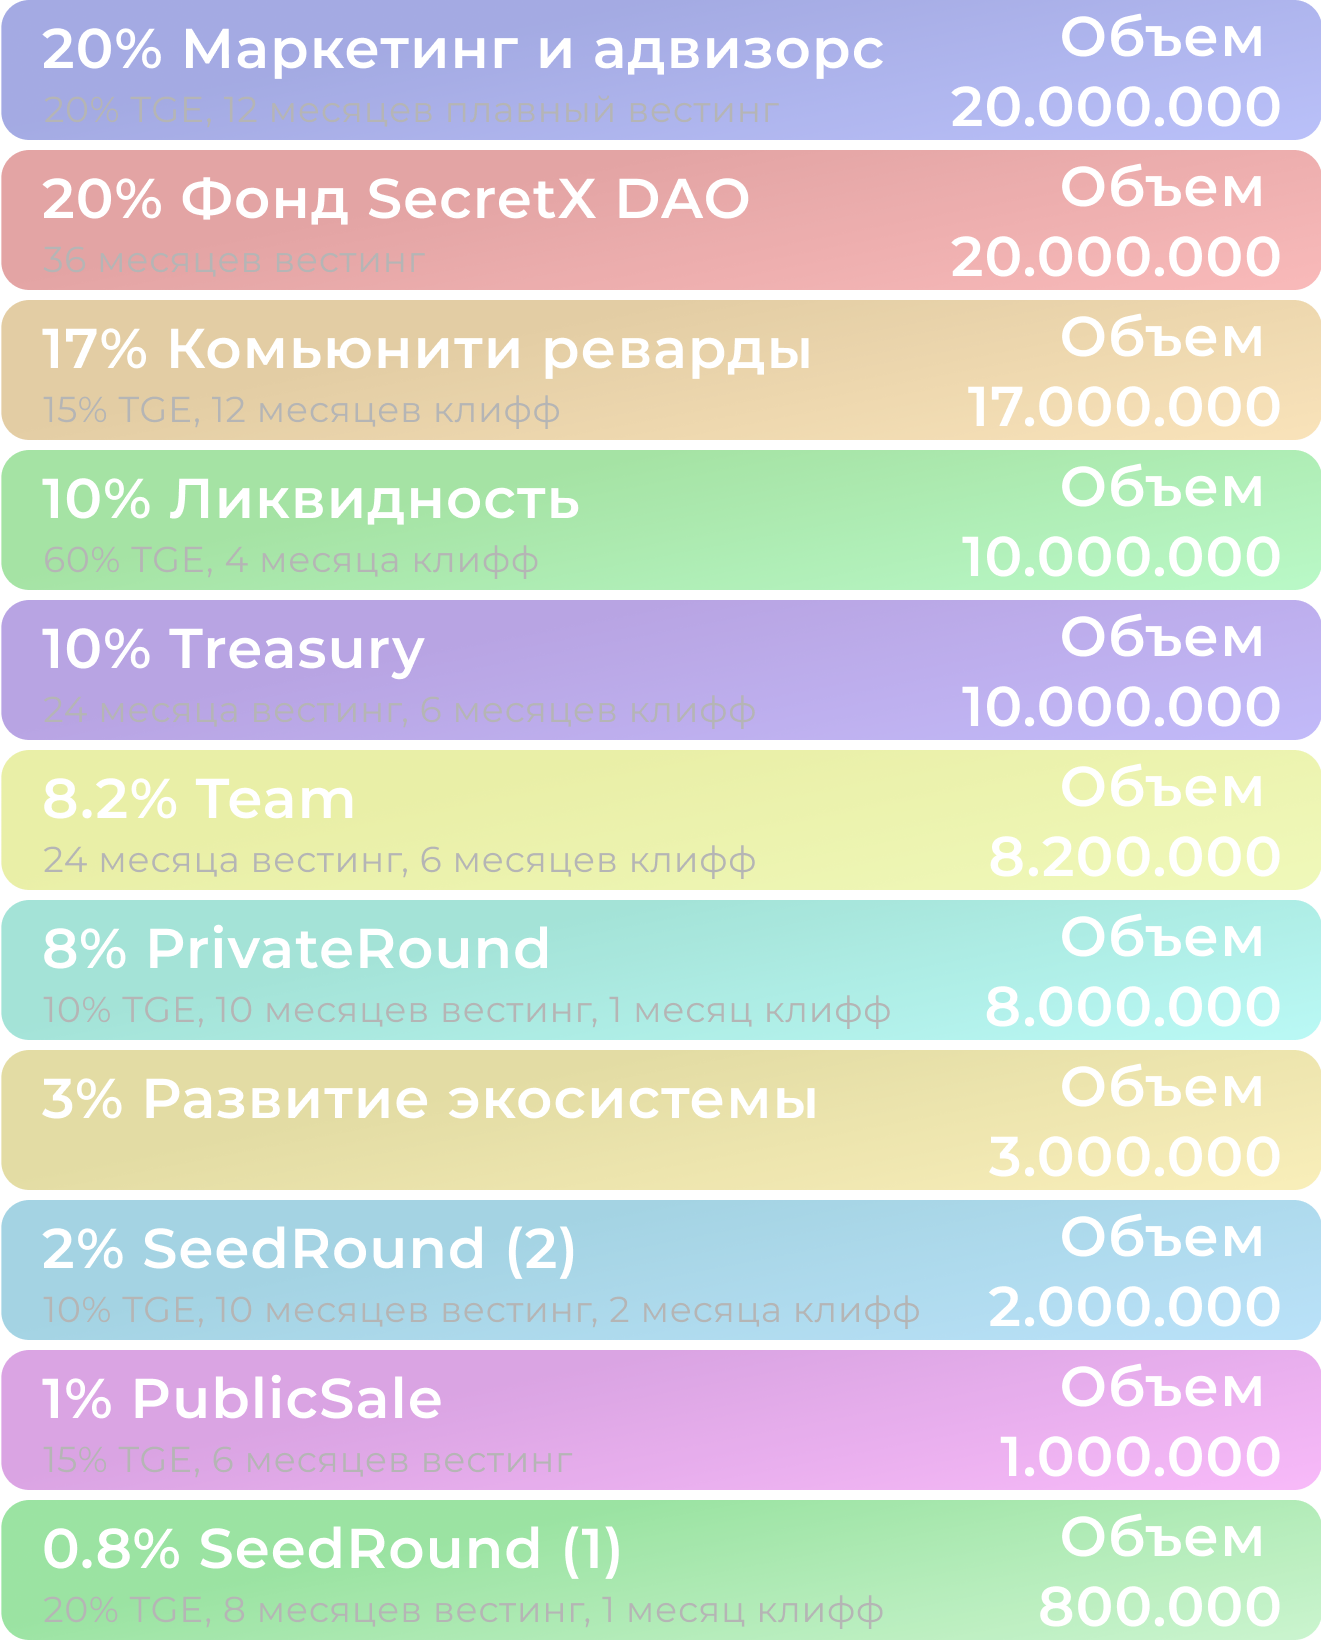 20% Маркетинг и адвизорс
Объем
20% TGE, 12 месяцев плавный вестинг
20.000.000
20% Фонд SecretX DAO
Объем
36 месяцев вестинг
20.000.000
17% Комьюнити реварды
Объем
15% TGE, 12 месяцев клифф
17.000.000
10% Ликвидность
Объем
60% TGE, 4 месяца клифф
10.000.000
10% Treasury
Объем
24 месяца вестинг, 6 месяцев клифф
10.000.000
8.2% Team
Объем
24 месяца вестинг, 6 месяцев клифф
8.200.000
8% PrivateRound
Объем
10% TGE, 10 месяцев вестинг, 1 месяц клифф
8.000.000
3% Развитие экосистемы
Объем
3.000.000
2% SeedRound (2)
Объем
10% TGE, 10 месяцев вестинг, 2 месяца клифф
2.000.000
1% PublicSale
Объем
15% TGE, 6 месяцев вестинг
1.000.000
0.8% SeedRound (1)
Объем
20% TGE, 8 месяцев вестинг, 1 месяц клифф
800.000